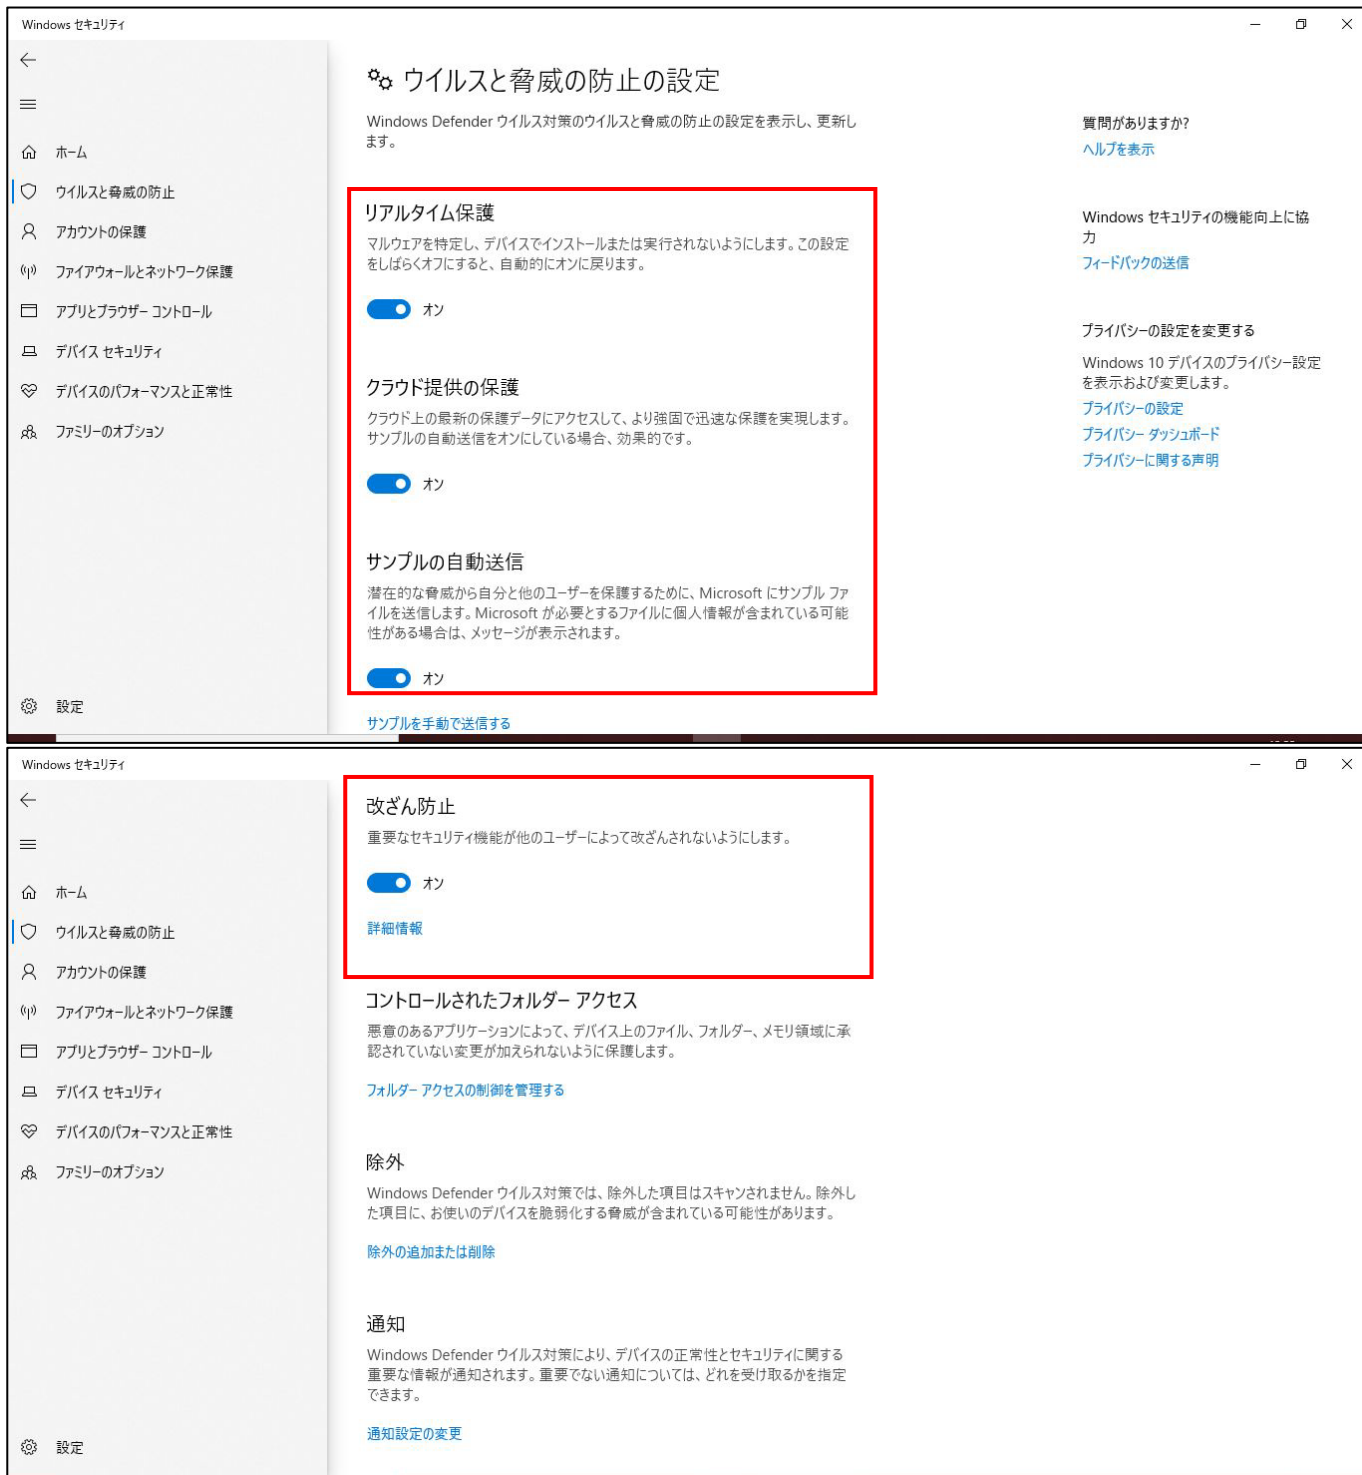 Windows セキュリティ
ホーム
ウイルスと脅威の防止
アカウントの保護
ファイアウォールとネットワーク保護
アプリとブラウザー コントロール
デバイス セキュリティ
デバイスのパフォーマンスと正常性
ファミリーのオプション
設定
ウイルスと脅威の防止の設定
Windows Defender ウイルス対策のウイルスと脅威の防止の設定を表示し、更新し
ます。
リアルタイム保護
マルウェアを特定し、デバイスでインストールまたは実行されないようにします。この設定
をしばらくオフにすると、自動的にオンに戻ります。
オン
クラウド提供の保護
クラウド上の最新の保護データにアクセスして、より強固で迅速な保護を実現します。
サンプルの自動送信をオンにしている場合、効果的です。
オン
サンプルの自動送信
潜在的な脅威から自分と他のユーザーを保護するために、Microsoft にサンプル ファ
イルを送信します。Microsoft が必要とするファイルに個人情報が含まれている可能
性がある場合は、メッセージが表示されます。
オン
サンプルを手動で送信する
質問がありますか?
ヘルプを表示
Windows セキュリティの機能向上に協
力
フィードバックの送信
プライバシーの設定を変更する
Windows 10 デバイスのプライバシー設定
を表示および変更します。
プライバシーの設定
プライバシー ダッシュボード
プライバシーに関する声明
Windows セキュリティ
ホーム
ウイルスと脅威の防止
アカウントの保護
ファイアウォールとネットワーク保護
アプリとブラウザー コントロール
デバイス セキュリティ
デバイスのパフォーマンスと正常性
ファミリーのオプション
設定
改ざん防止
重要なセキュリティ機能が他のユーザーによって改ざんされないようにします。
オン
詳細情報
コントロールされたフォルダー アクセス
悪意のあるアプリケーションによって、デバイス上のファイル、フォルダー、メモリ領域に承
認されていない変更が加えられないように保護します。
フォルダー アクセスの制御を管理する
除外
Windows Defender ウイルス対策では、除外した項目はスキャンされません。除外し
た項目に、お使いのデバイスを脆弱化する脅威が含まれている可能性があります。
除外の追加または削除
通知
Windows Defender ウイルス対策により、デバイスの正常性とセキュリティに関する
重要な情報が通知されます。重要でない通知については、どれを受け取るかを指定
できます。
通知設定の変更